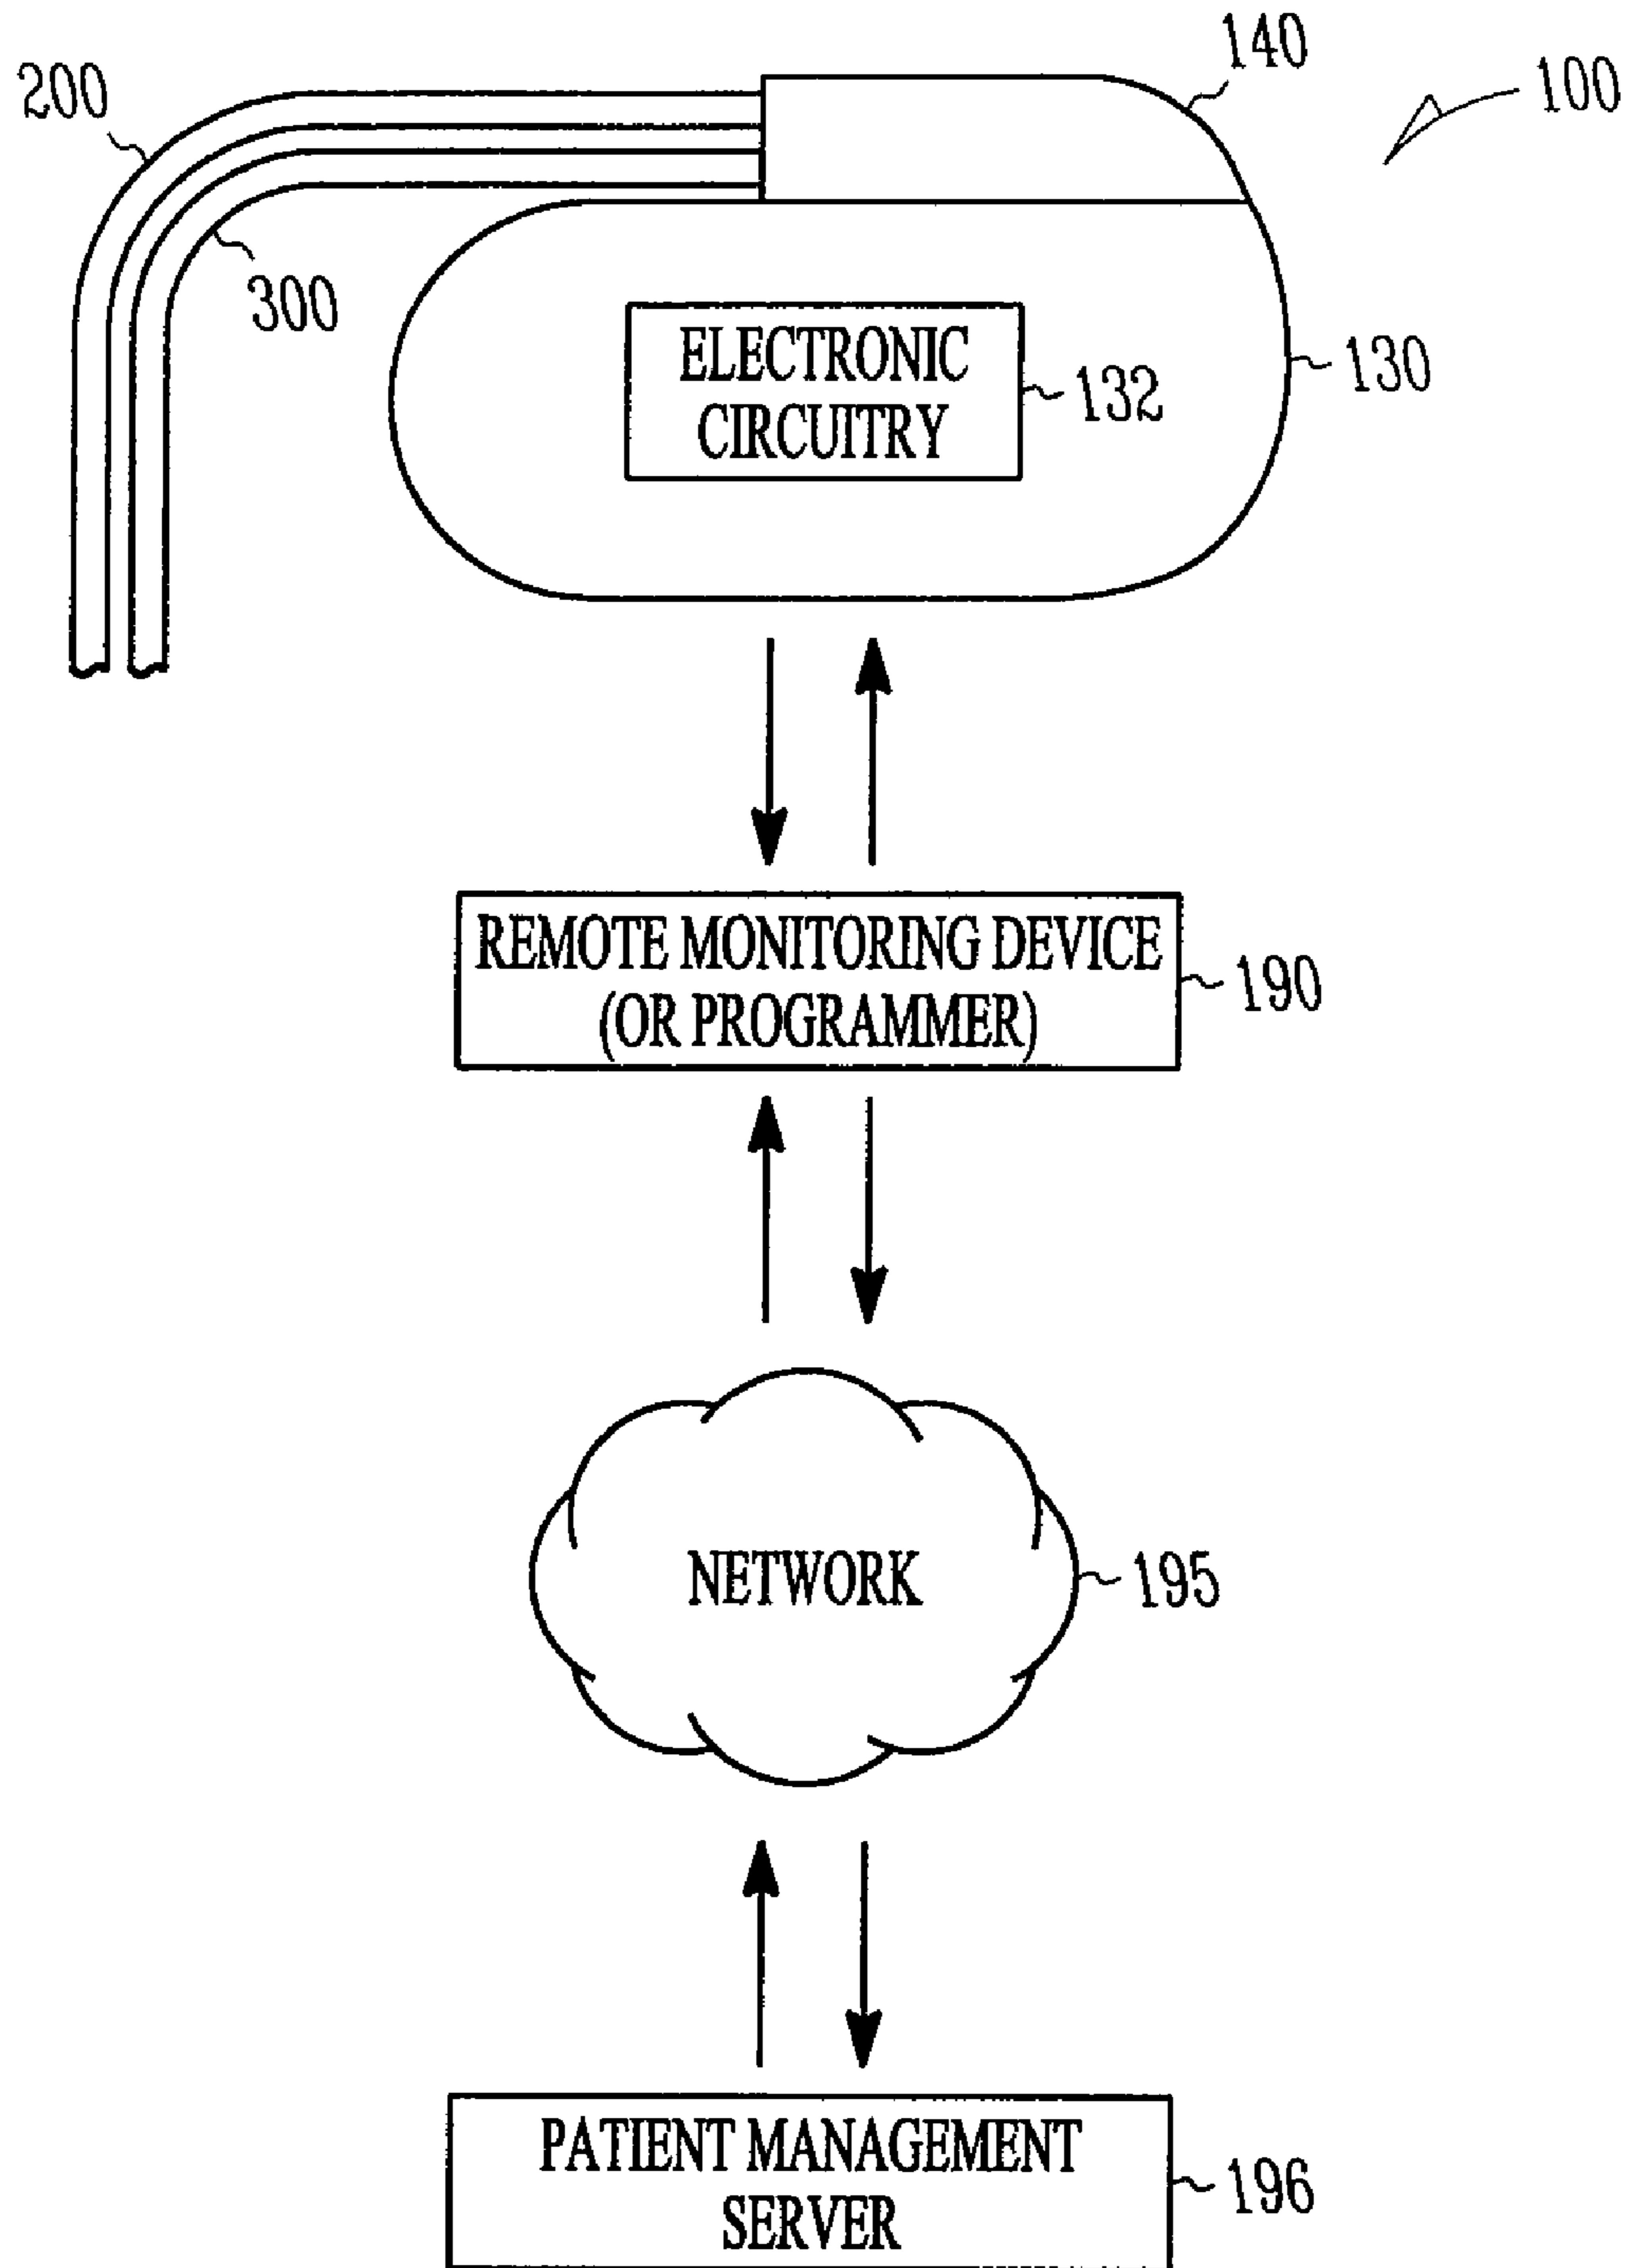 140
100
200
300
ELECTRONIC
CIRCUITRY
132
130
REMOTE MONITORING DEVICE
(OR PROGRAMMER)
190
NETWORK
195
PATIENT MANAGEMENT
SERVER
196